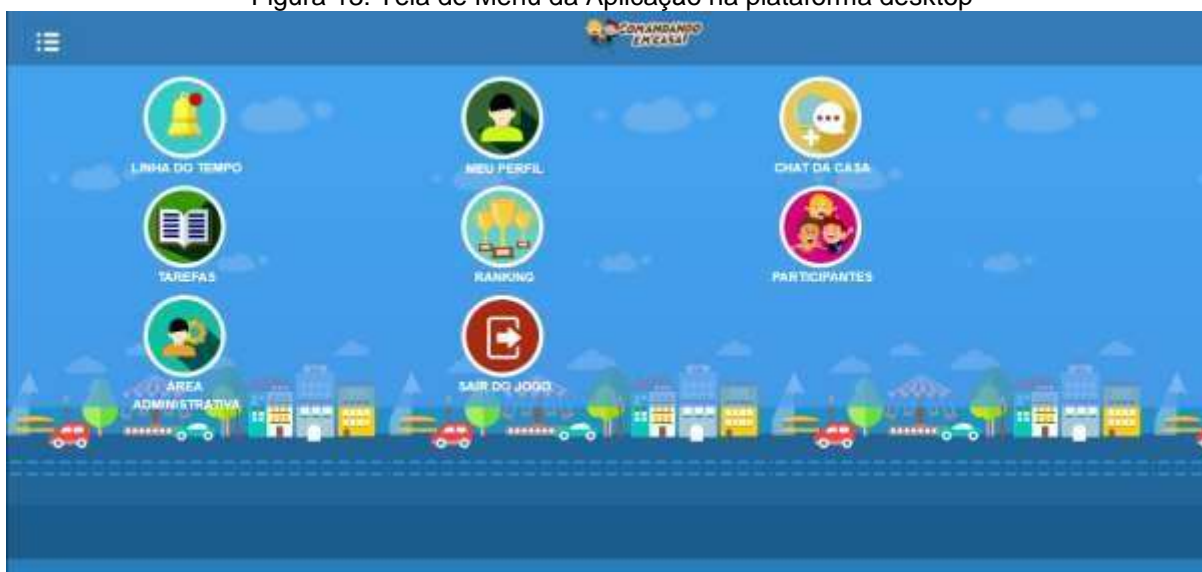 Figura 18: Tela de Menu da Aplicação na plataforma desktop
COMANDANDO
EM CASA!
LINHA DO TEMPO
MEU PERFIL
CHAT DA CASA
TAREFAS
RANKING
PARTICIPANTES
ÁREA
ADMINISTRATIVA
SAIR DO JOGO